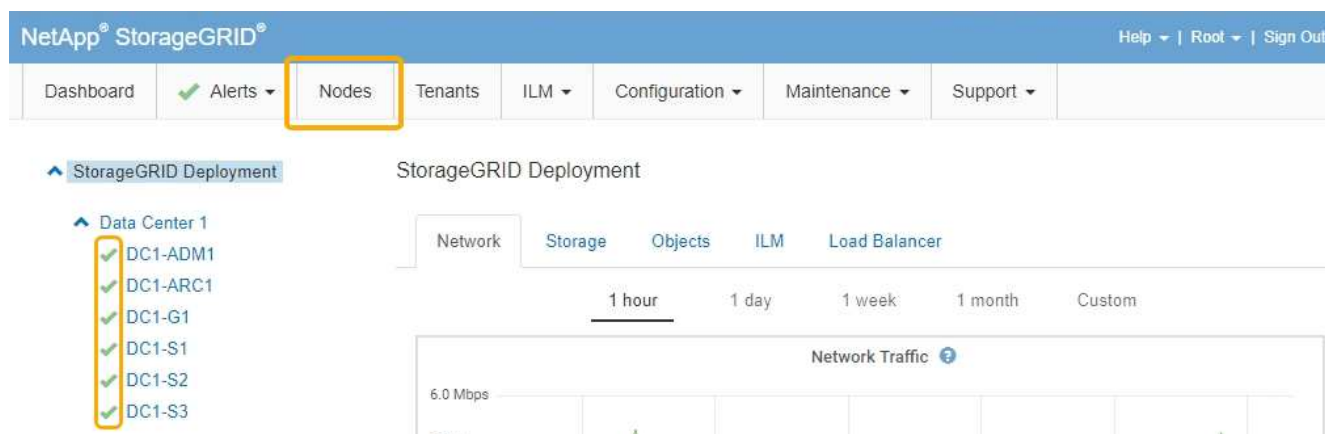 NetApp® StorageGRID®
Help | Root | Sign Out
Dashboard Alerts Nodes Tenants ILM Configuration Maintenance Support
StorageGRID Deployment
Data Center 1
DC1-ADM1
DC1-ARC1
DC1-G1
DC1-S1
DC1-S2
DC1-S3
StorageGRID Deployment
Network Storage Objects ILM Load Balancer
1 hour 1 day 1 week 1 month Custom
Network Traffic ?
6.0 Mbps